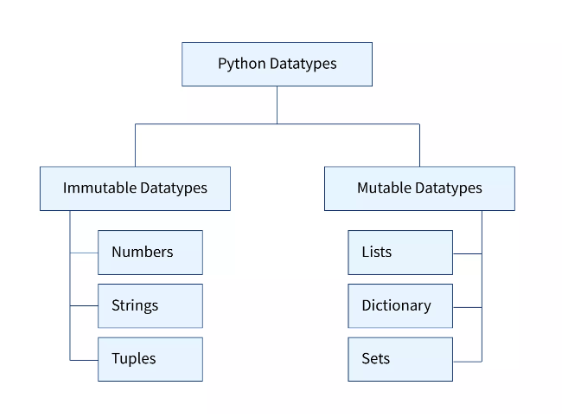 Python Datatypes
Immutable Datatypes
Mutable Datatypes
Numbers
Lists
Strings
Dictionary
Tuples
Sets